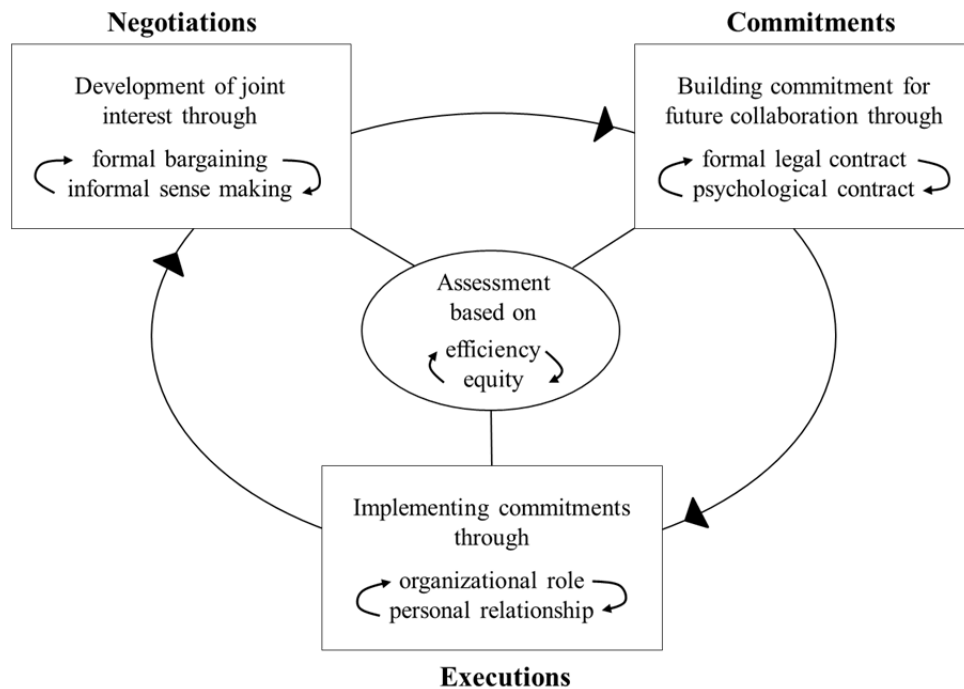 Negotiations
Development of joint
interest through
formal bargaining
informal sense making
Commitments
Building commitment for
future collaboration through
formal legal contract
psychological contract
Assessment
based on
efficiency
equity
Implementing commitments
through
organizational role
personal relationship
Executions